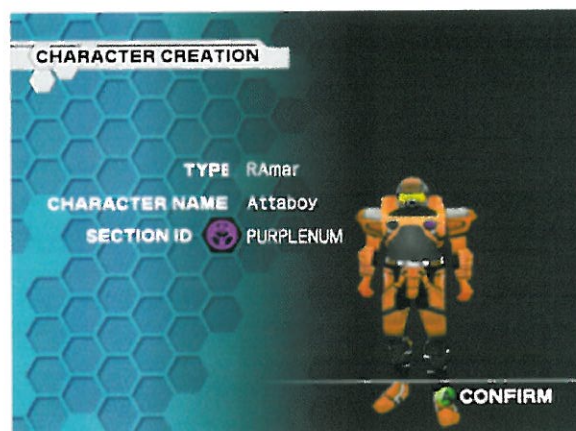 CHARACTER CREATION
TYPE RAmar
CHARACTER NAME Attaboy
SECTION ID PURPLENUM
A CONFIRM